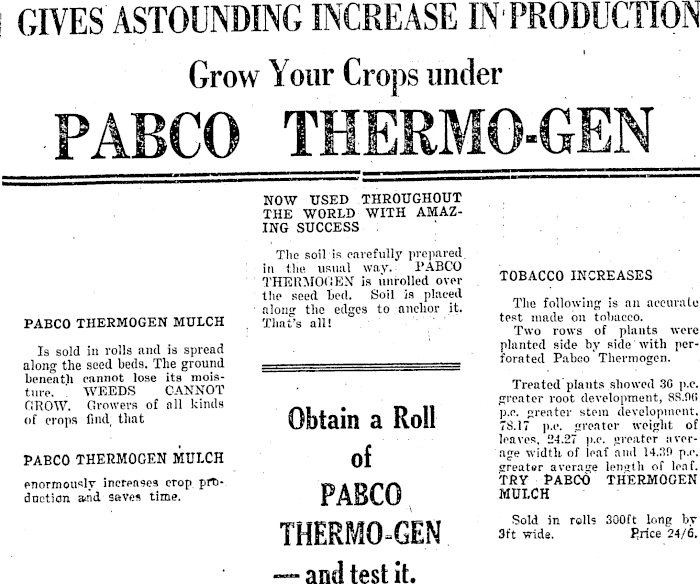 GIVES ASTOUNDING INCREASE IN PRODUCTION
Grow Your Crops under
PABCO THERMO-GEN
PABCO THERMOGEN MULCH
Is sold in rolls and is spread
along the seed beds. The ground
beneath cannot lose its mois-
ture. WEEDS CANNOT
GROW. Growers of all kinds
of crops find, that
PABCO THERMOGEN MULCH
enormously increases crop pro-
duction and saves time.
NOW USED THROUGHOUT
THE WORLD WITH AMAZ-
ING SUCCESS
The soil is carefully prepared
in the usual way. PABCO
THERMOGEN is unrolled over
the seed bed. Soil is placed
along the edges to anchor it.
That's all!
Obtain a Roll
of
PABCO
THERMO-GEN
— and test it.
TOBACCO INCREASES
The following is an accurate
test made on tobacco.
Two rows of plants were
planted side by side with per-
forated Pabco Thermogen.
Treated plants showed 36 p.c.
greater root development, 88.96
p.c. greater stem development,
78.17 p.c. greater weight of
leaves, 24.27 p.c. greater aver-
age width of leaf and 14.39 p.c.
greater average length of leaf.
TRY PABCO THERMOGEN
MULCH
Sold in rolls 300ft long by
3ft wide. Price 24/6.